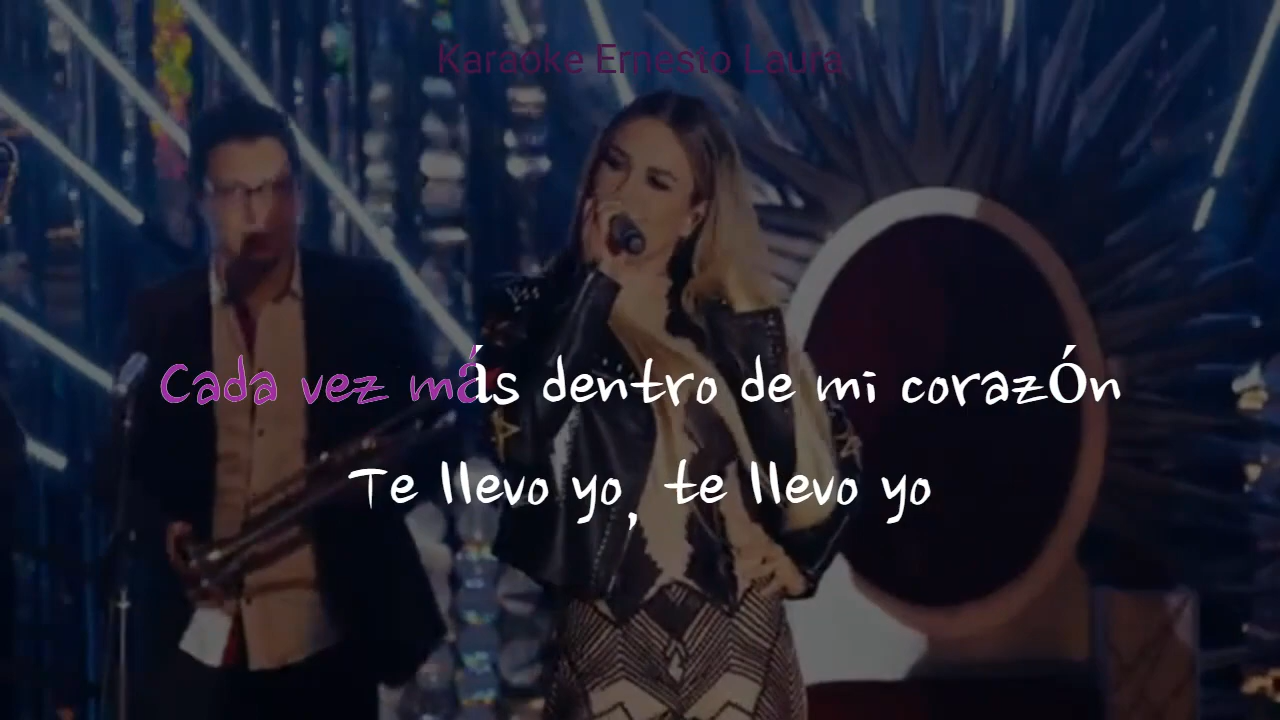 Karaoke Ernesto Laura
Cada vez más dentro de mi corazÓn
Te llevo yo, te llevo yo